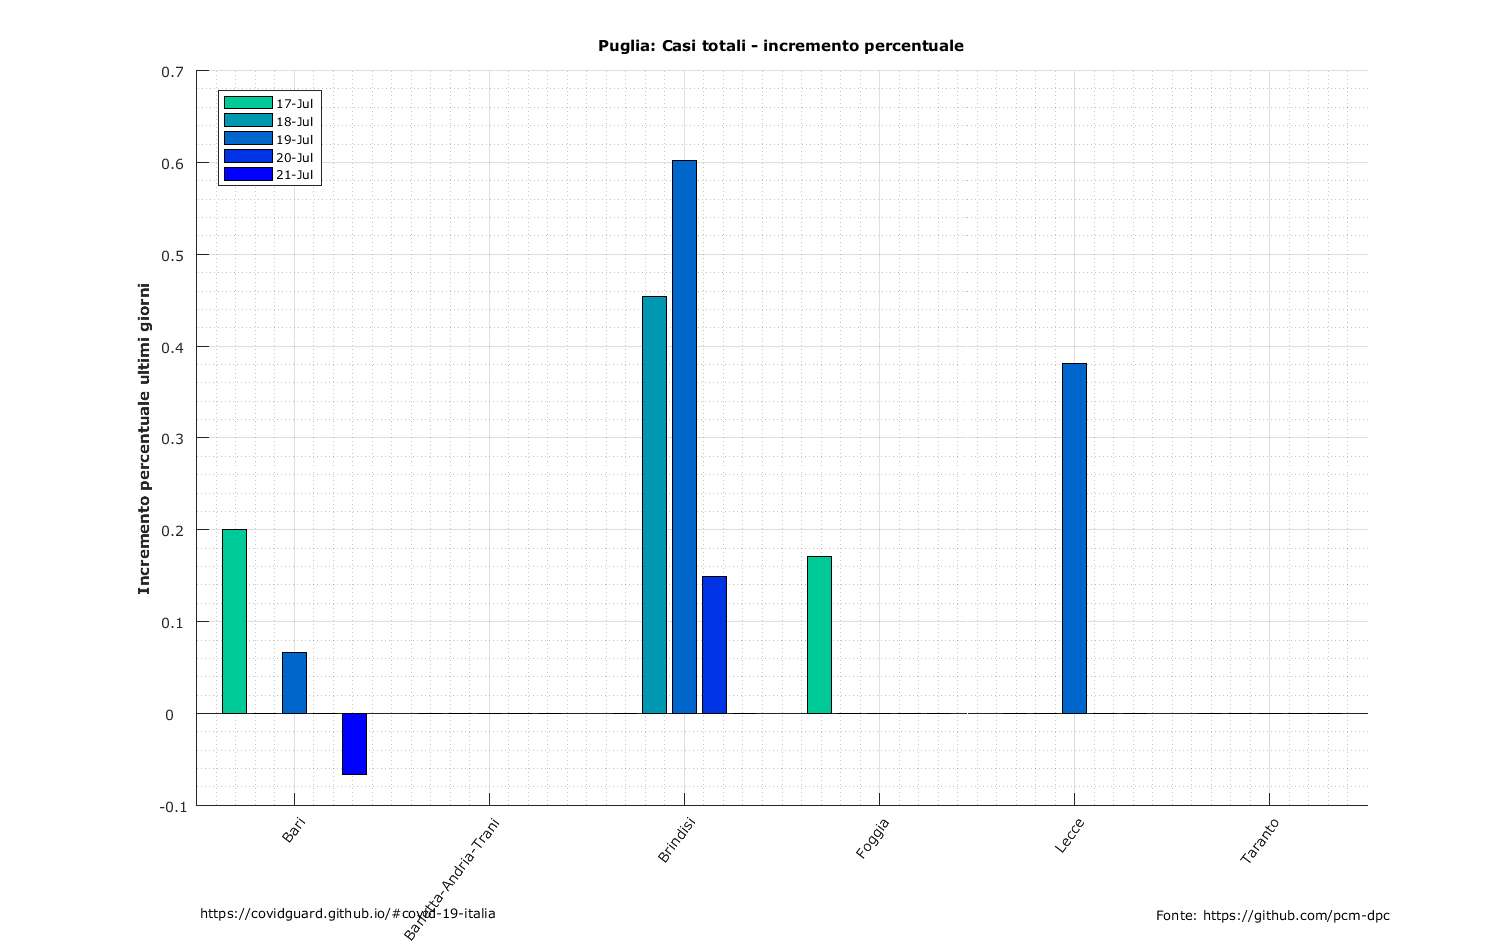 Puglia: Casi totali - incremento percentuale
17-Jul
18-Jul
19-Jul
20-Jul
21-Jul
Incremento percentuale ultimi giorni
0.7
0.6
0.5
0.4
0.3
0.2
0.1
0
-0.1
Bari
Barletta-Andria-Trani
Brindisi
Foggia
Lecce
Taranto
https://covidguard.github.io/#covid-19-italia
Fonte: https://github.com/pcm-dpc